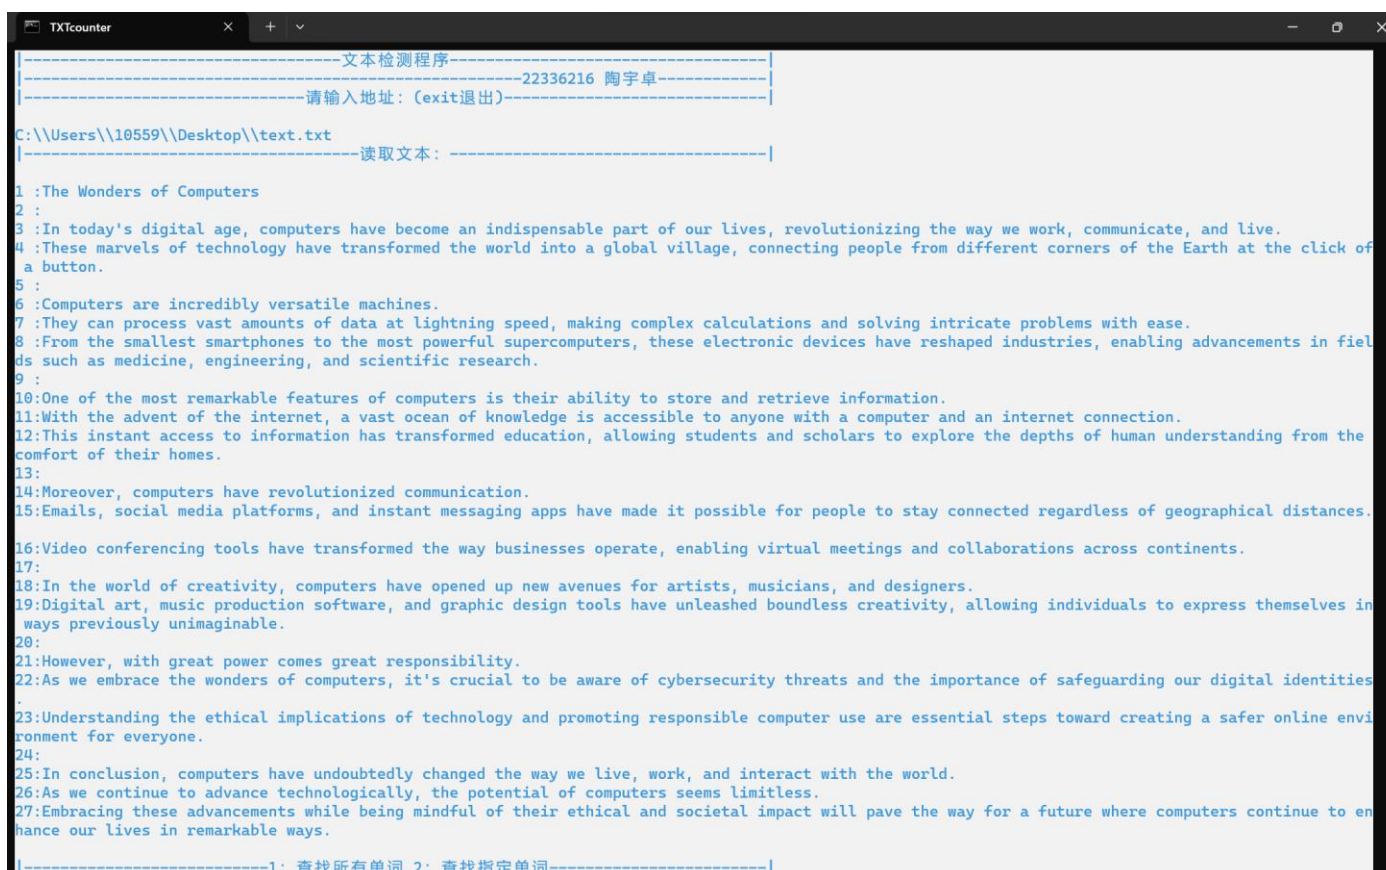 TXTcounter
|-----------------------------------文本检测程序-----------------------------------|
|-------------------------------------------------------22336216 陶宇卓------------|
|-------------------------------请输入地址: (exit退出)-----------------------------|
C:\\Users\\10559\\Desktop\\text.txt
|-------------------------------------读取文本: -----------------------------------|
1 :The Wonders of Computers
2 :
3 :In today's digital age, computers have become an indispensable part of our lives, revolutionizing the way we work, communicate, and live.
4 :These marvels of technology have transformed the world into a global village, connecting people from different corners of the Earth at the click of
 a button.
5 :
6 :Computers are incredibly versatile machines.
7 :They can process vast amounts of data at lightning speed, making complex calculations and solving intricate problems with ease.
8 :From the smallest smartphones to the most powerful supercomputers, these electronic devices have reshaped industries, enabling advancements in fiel
ds such as medicine, engineering, and scientific research.
9 :
10:One of the most remarkable features of computers is their ability to store and retrieve information.
11:With the advent of the internet, a vast ocean of knowledge is accessible to anyone with a computer and an internet connection.
12:This instant access to information has transformed education, allowing students and scholars to explore the depths of human understanding from the
comfort of their homes.
13:
14:Moreover, computers have revolutionized communication.
15:Emails, social media platforms, and instant messaging apps have made it possible for people to stay connected regardless of geographical distances.
16:Video conferencing tools have transformed the way businesses operate, enabling virtual meetings and collaborations across continents.
17:
18:In the world of creativity, computers have opened up new avenues for artists, musicians, and designers.
19:Digital art, music production software, and graphic design tools have unleashed boundless creativity, allowing individuals to express themselves in
 ways previously unimaginable.
20:
21:However, with great power comes great responsibility.
22:As we embrace the wonders of computers, it's crucial to be aware of cybersecurity threats and the importance of safeguarding our digital identities
.
23:Understanding the ethical implications of technology and promoting responsible computer use are essential steps toward creating a safer online envi
ronment for everyone.
24:
25:In conclusion, computers have undoubtedly changed the way we live, work, and interact with the world.
26:As we continue to advance technologically, the potential of computers seems limitless.
27:Embracing these advancements while being mindful of their ethical and societal impact will pave the way for a future where computers continue to en
hance our lives in remarkable ways.
|---------------------------1: 查找所有单词 2: 查找指定单词------------------------|